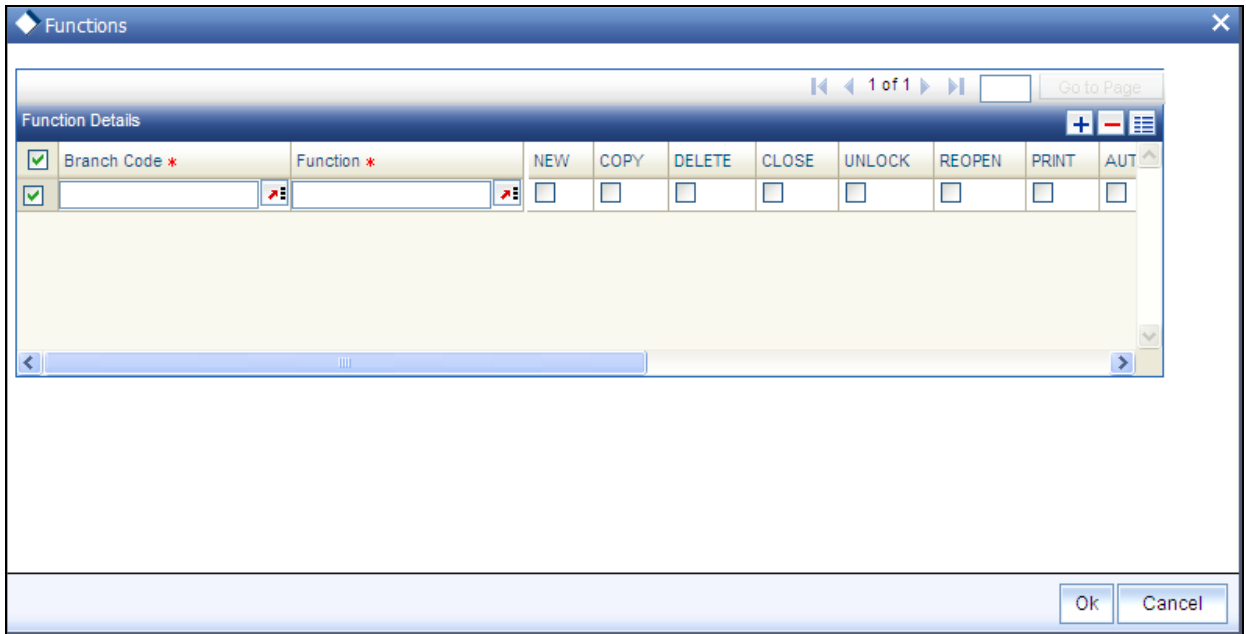 Functions
1 of 1 Go to Page
Function Details
Branch Code * Function * NEW COPY DELETE CLOSE UNLOCK REOPEN PRINT AUT
Ok Cancel